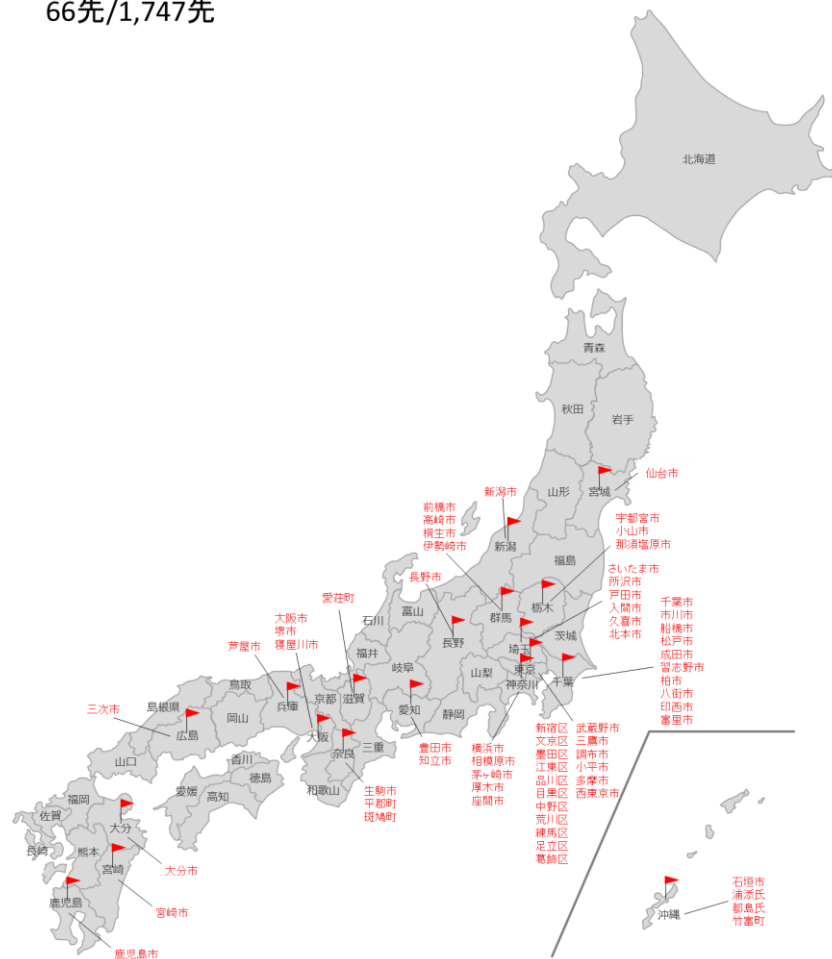 66先/1,747先
北海道
青森
秋田
岩手
山形
宮城
仙台市
新潟市
新潟
福島
前橋市
高崎市
桐生市
伊勢崎市
群馬
宇都宮市
小山市
那須塩原市
栃木
さいたま市
所沢市
戸田市
入間市
久喜市
北本市
埼玉
茨城
千葉市
市川市
船橋市
松戸市
成田市
習志野市
柏市
八街市
印西市
富里市
千葉
東京
神奈川
長野市
長野
富山
石川
福井
岐阜
山梨
静岡
愛知
愛荘町
滋賀
大阪市
堺市
寝屋川市
芦屋市
京都
兵庫
大阪
奈良
三重
和歌山
鳥取
島根県
岡山
三次市
広島
山口
香川
徳島
愛媛
高知
豊田市
知立市
生駒市
平郡町
斑鳩町
横浜市
相模原市
茅ヶ崎市
厚木市
座間市
新宿区 武蔵野市
文京区 三鷹市
墨田区 調布市
江東区 小平市
品川区 多摩市
目黒区 西東京市
中野区
荒川区
練馬区
足立区
葛飾区
福岡
佐賀
長崎
大分
熊本
宮崎
鹿児島
大分市
宮崎市
鹿児島市
沖縄
石垣市
浦添氏
都島氏
竹富町